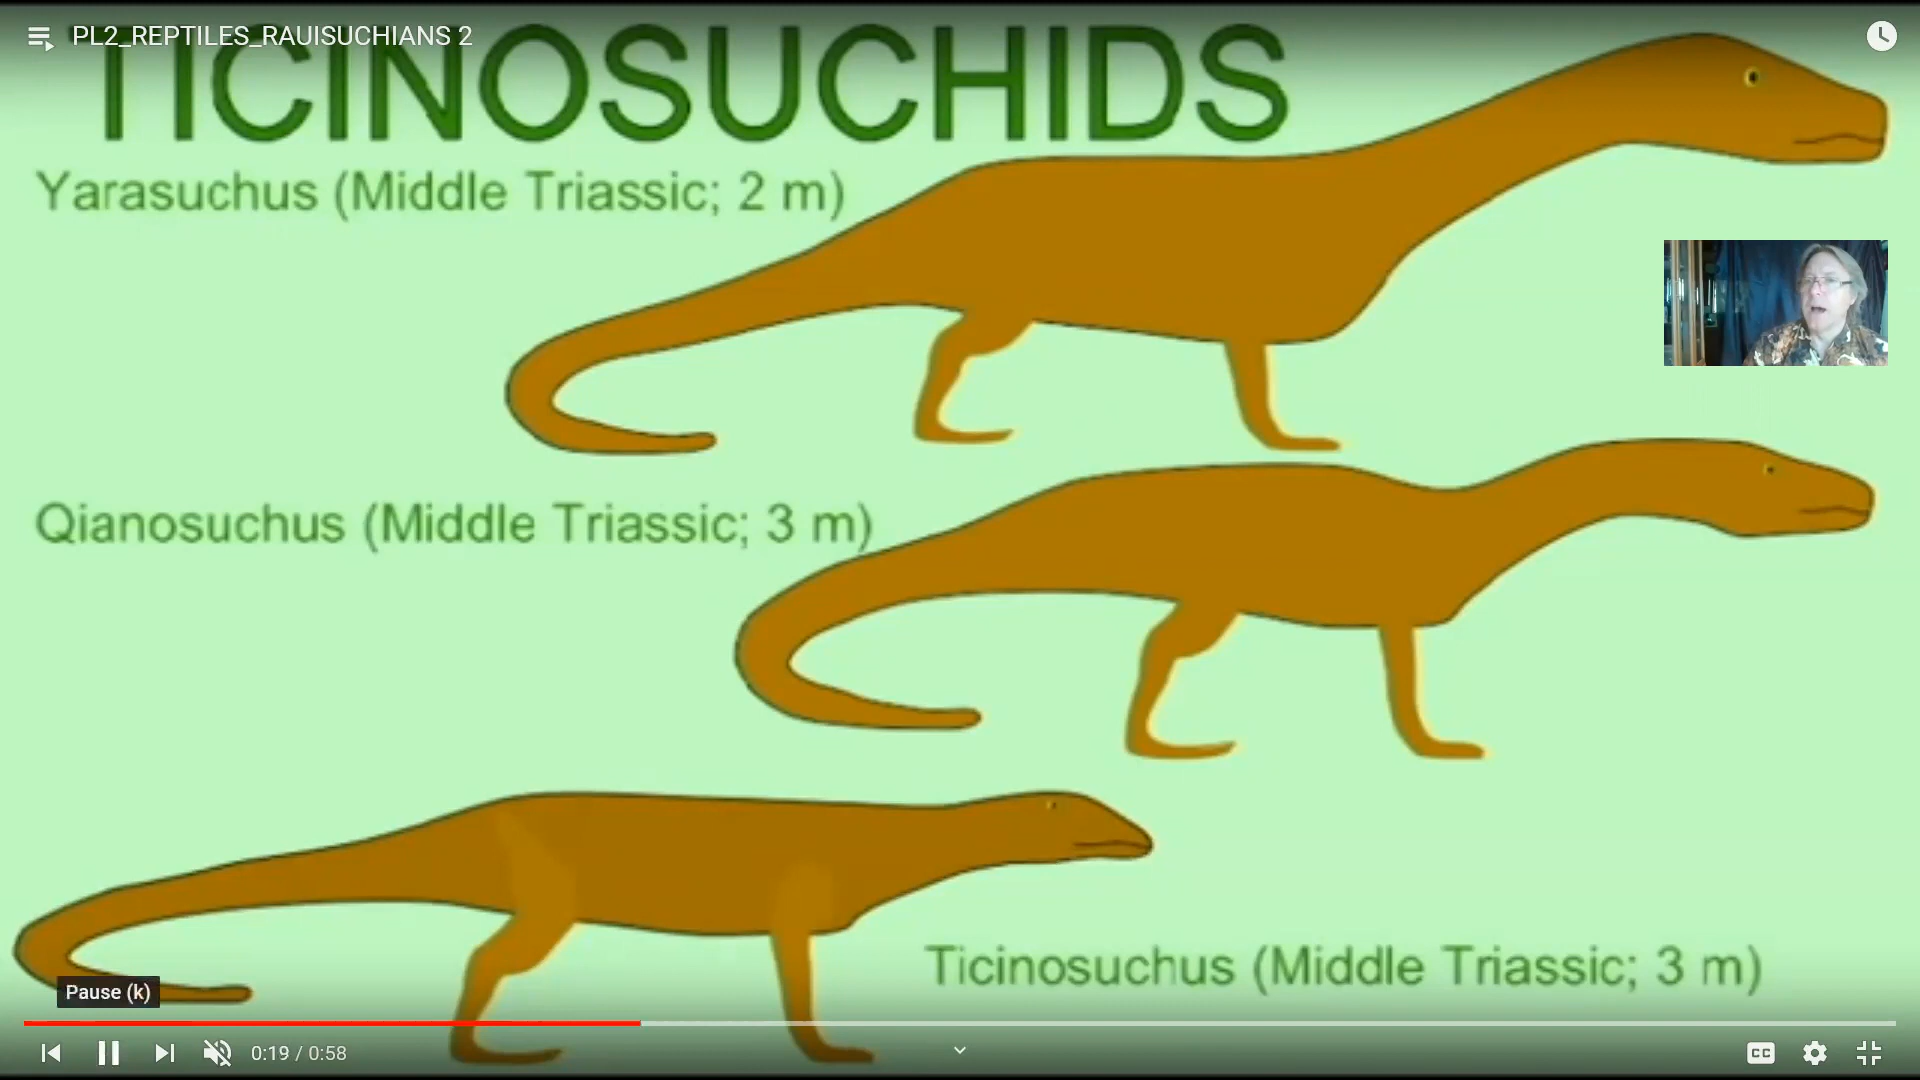 PL2_REPTILES_RAUISUCHIANS 2
TICINOSUCHIDS
Yarasuchus (Middle Triassic; 2 m)
Qianosuchus (Middle Triassic; 3 m)
Ticinosuchus (Middle Triassic; 3 m)
Pause (k)
0:19 / 0:58
CC